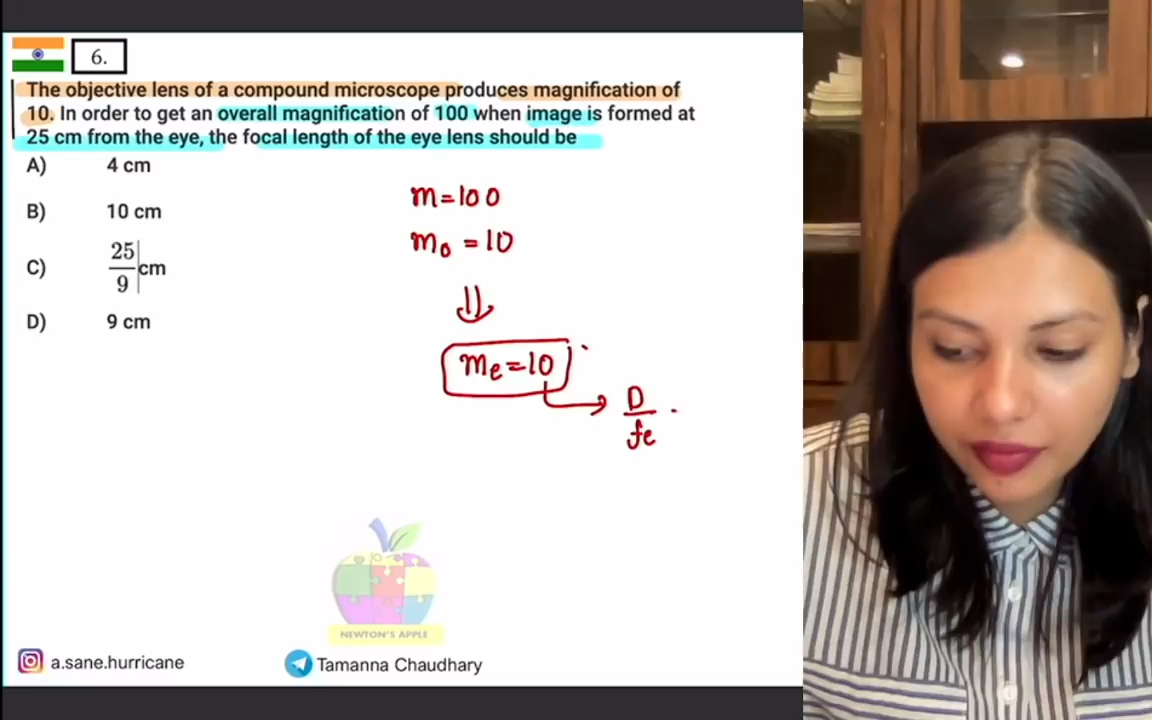 6.
The objective lens of a compound microscope produces magnification of
10. In order to get an overall magnification of 100 when image is formed at
25 cm from the eye, the focal length of the eye lens should be
A) 4 cm
B) 10 cm
C) 25/9 cm
D) 9 cm
m=100
mo =10
⇓
me=10
→ D/fe
NEWTON'S APPLE
a.sane.hurricane
Tamanna Chaudhary